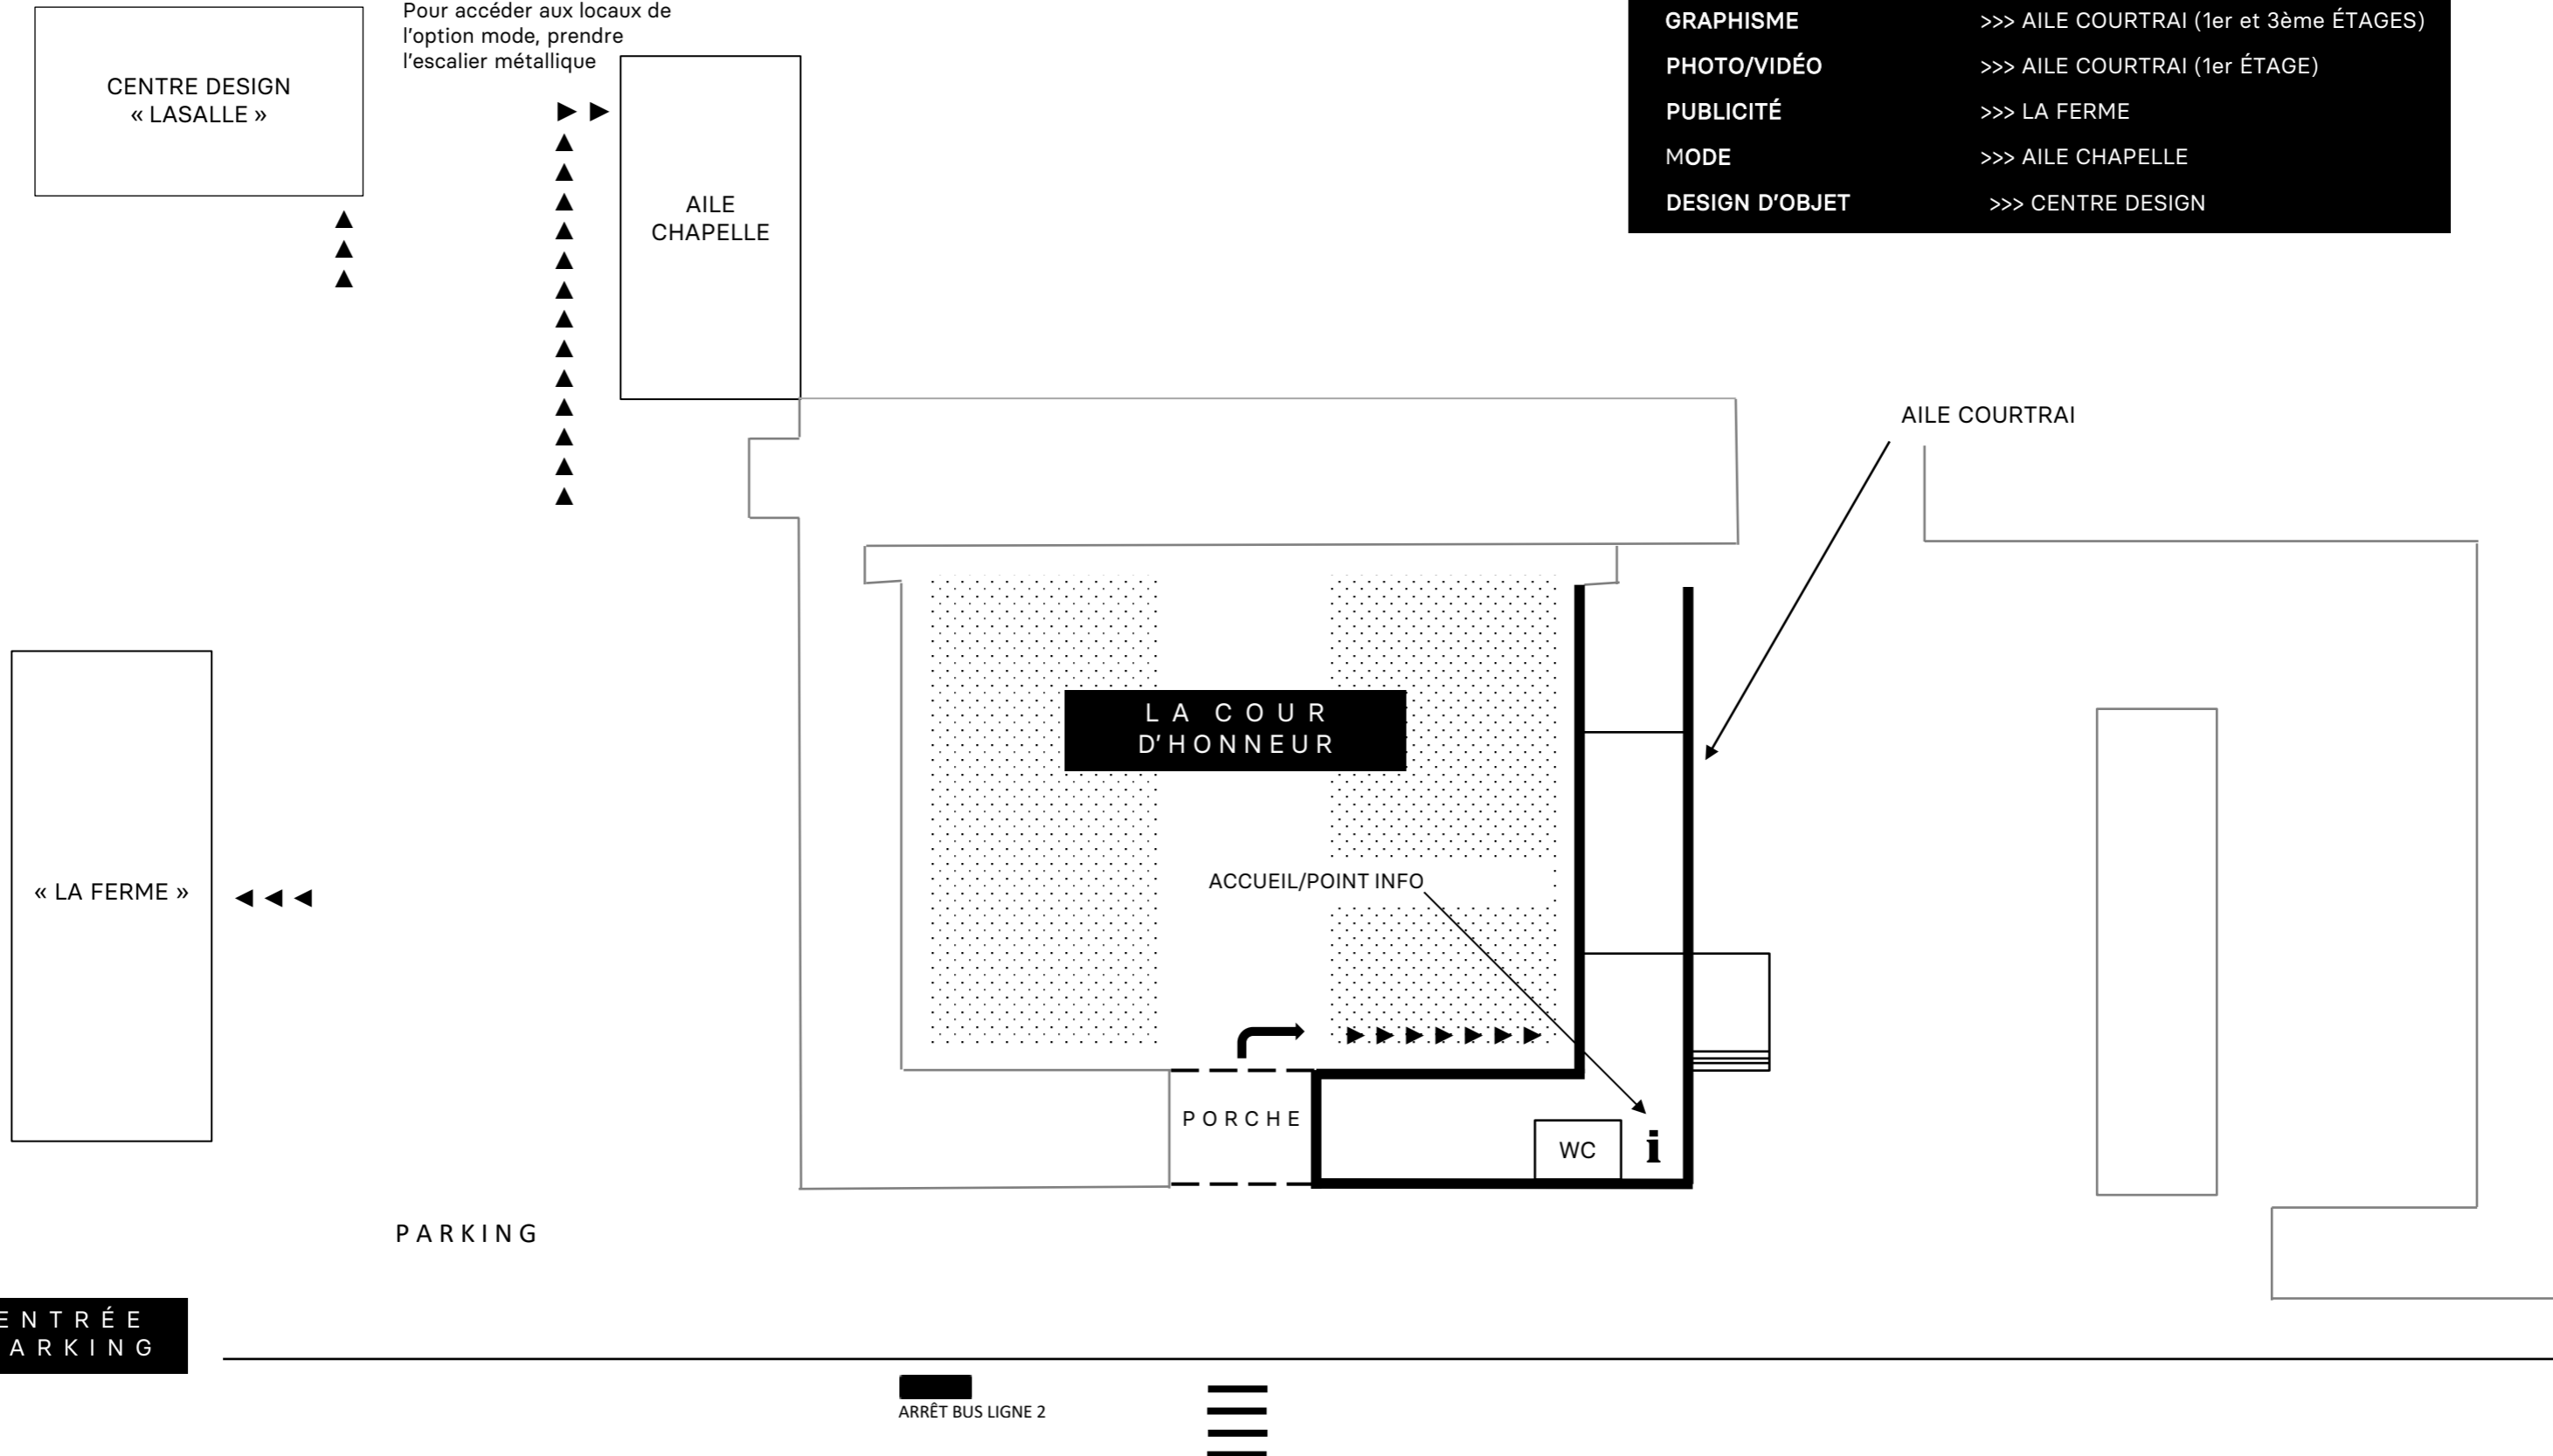 Pour accéder aux locaux de
l'option mode, prendre
l'escalier métallique
CENTRE DESIGN
« LASALLE »
AILE
CHAPELLE
GRAPHISME >>> AILE COURTRAI (1er et 3ème ÉTAGES)
PHOTO/VIDÉO >>> AILE COURTRAI (1er ÉTAGE)
PUBLICITÉ >>> LA FERME
MODE >>> AILE CHAPELLE
DESIGN D'OBJET >>> CENTRE DESIGN
AILE COURTRAI
LA COUR
D'HONNEUR
« LA FERME »
ACCUEIL/POINT INFO
PORCHE
WC
i
PARKING
ENTRÉE
ARKING
ARRÊT BUS LIGNE 2